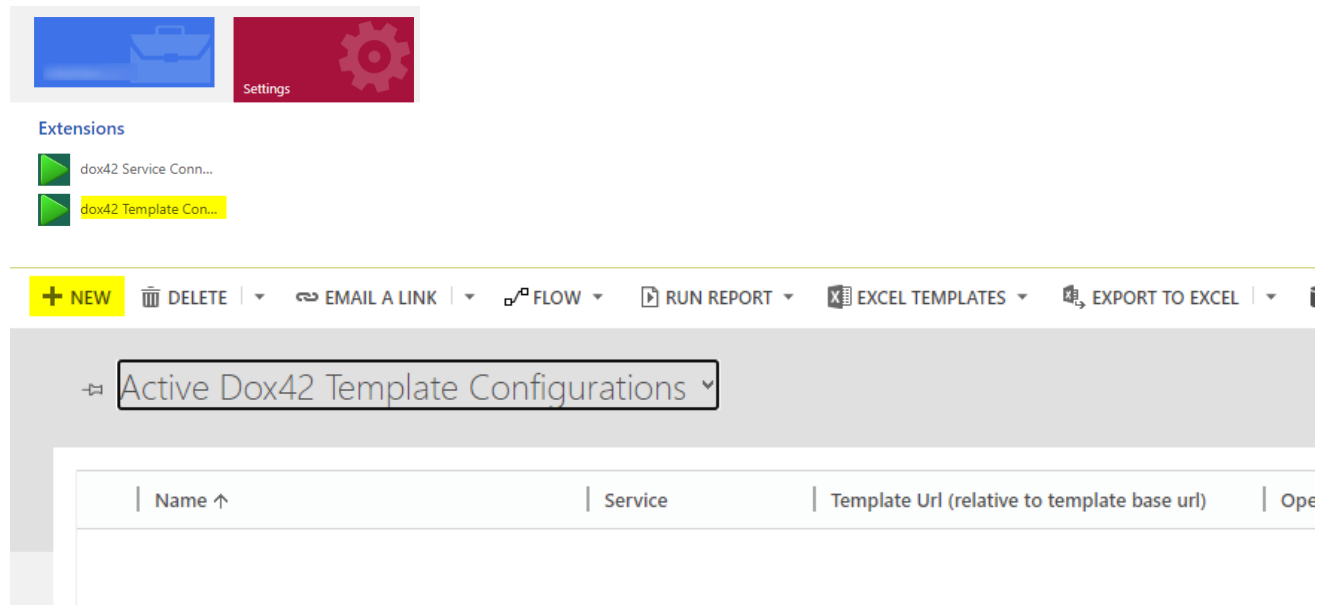 Settings
Extensions
dox42 Service Conn...
dox42 Template Con...
NEW DELETE EMAIL A LINK FLOW RUN REPORT EXCEL TEMPLATES EXPORT TO EXCEL
Active Dox42 Template Configurations
Name ↑ Service Template Url (relative to template base url) Ope